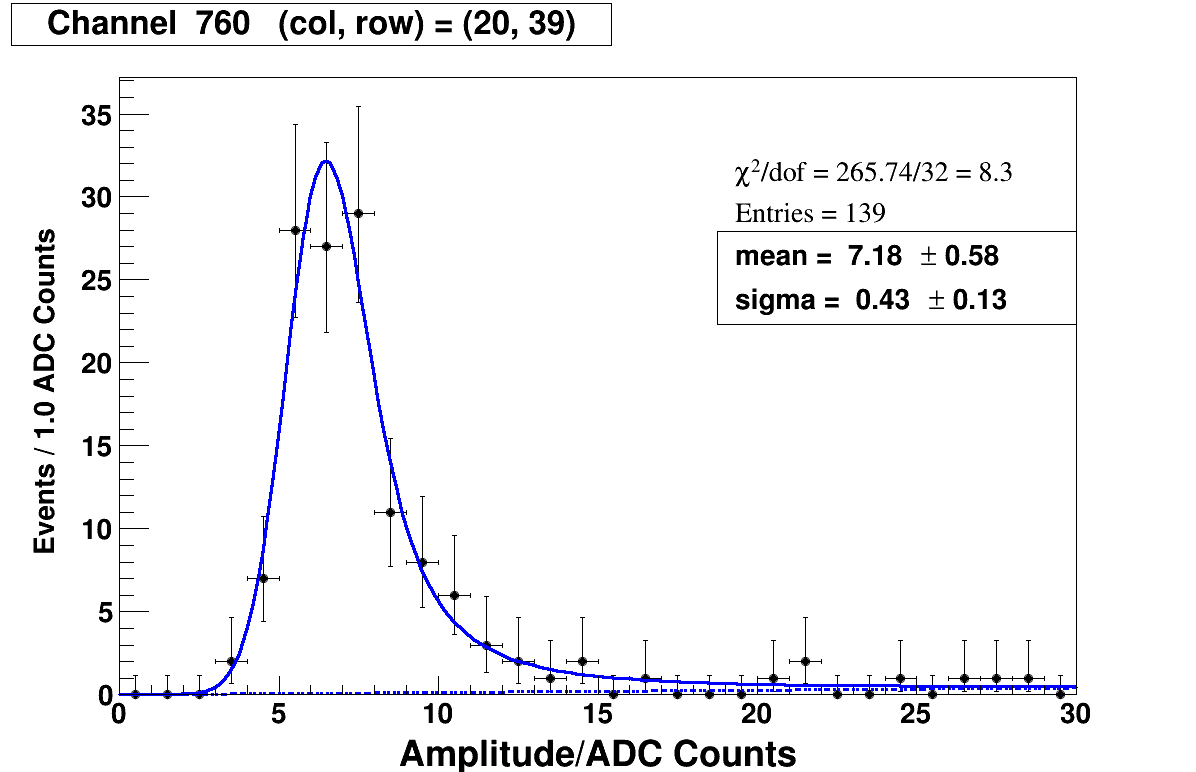 Channel 760 (col, row) = (20, 39)
χ²/dof = 265.74/32 = 8.3
Entries = 139
mean = 7.18 ± 0.58
sigma = 0.43 ± 0.13
Events / 1.0 ADC Counts
35
30
25
20
15
10
5
0
0 5 10 15 20 25 30
Amplitude/ADC Counts